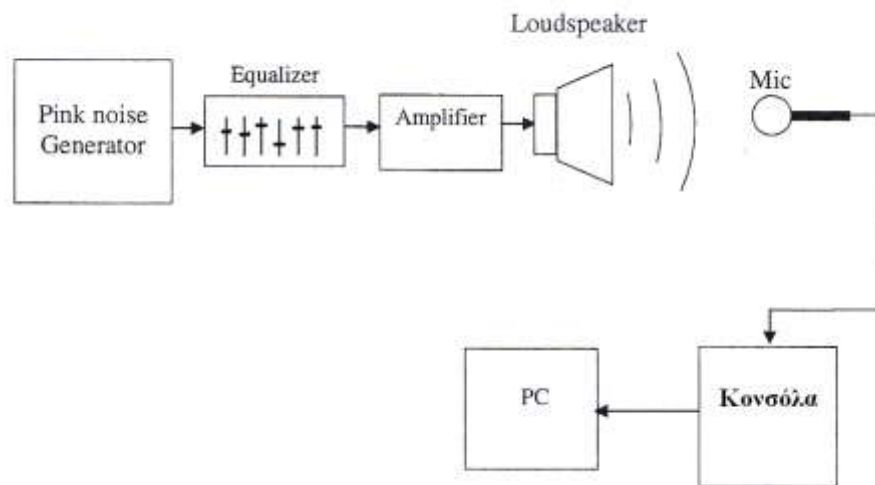 Loudspeaker
Equalizer
Mic
Pink noise
Generator
Amplifier
PC
Κονσόλα